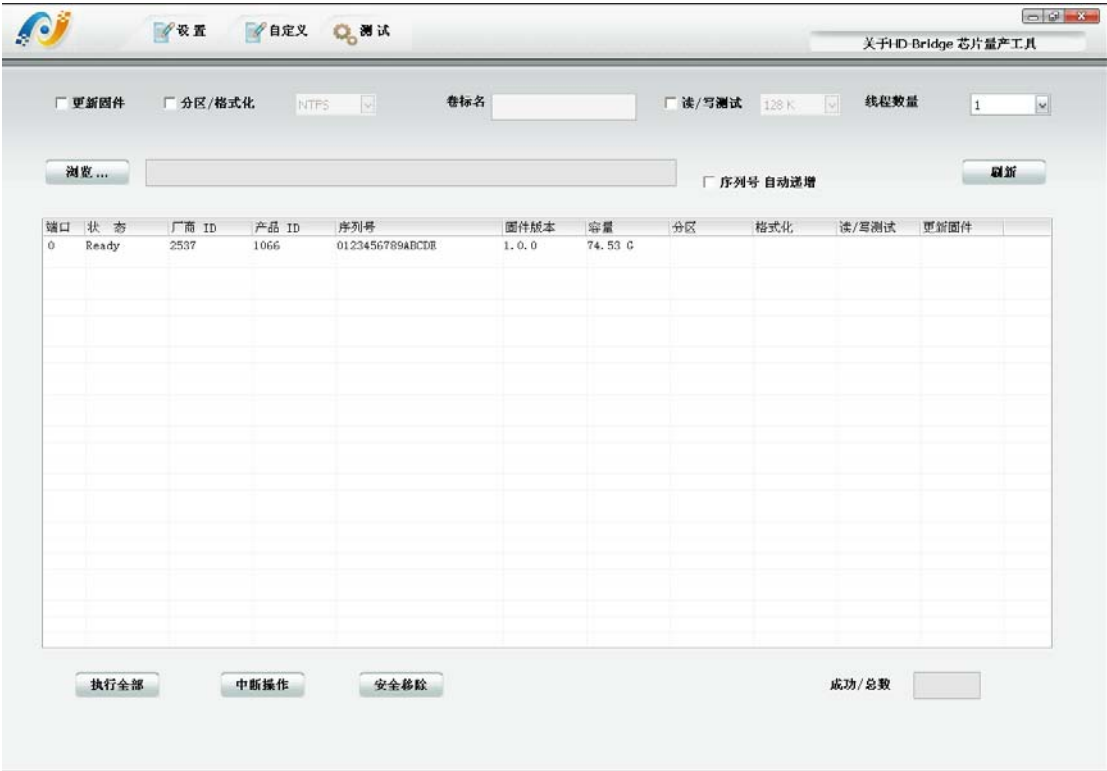 设 置 自定义 测 试
关于HD-Bridge 芯片量产工具
更新固件 分区/格式化 NTFS 卷标名 读/写测试 128 K 线程数量 1
浏览... 序列号 自动递增 刷新
端口 状 态 厂商 ID 产品 ID 序列号 固件版本 容量 分区 格式化 读/写测试 更新固件
0 Ready 2537 1066 0123456789ABCDE 1.0.0 74.53 G
执行全部 中断操作 安全移除 成功/总数